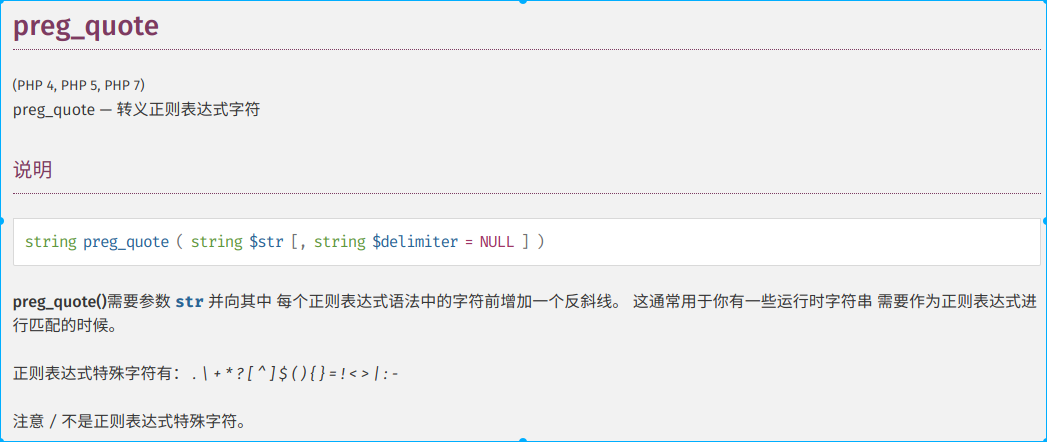 preg_quote
(PHP 4, PHP 5, PHP 7)
preg_quote — 转义正则表达式字符
说明
string preg_quote ( string $str [, string $delimiter = NULL ] )
preg_quote()需要参数 str 并向其中 每个正则表达式语法中的字符前增加一个反斜线。 这通常用于你有一些运行时字符串 需要作为正则表达式进
行匹配的时候。
正则表达式特殊字符有： . \ + * ? [ ^ ] $ ( ) { } = ! < > | : -
注意 / 不是正则表达式特殊字符。